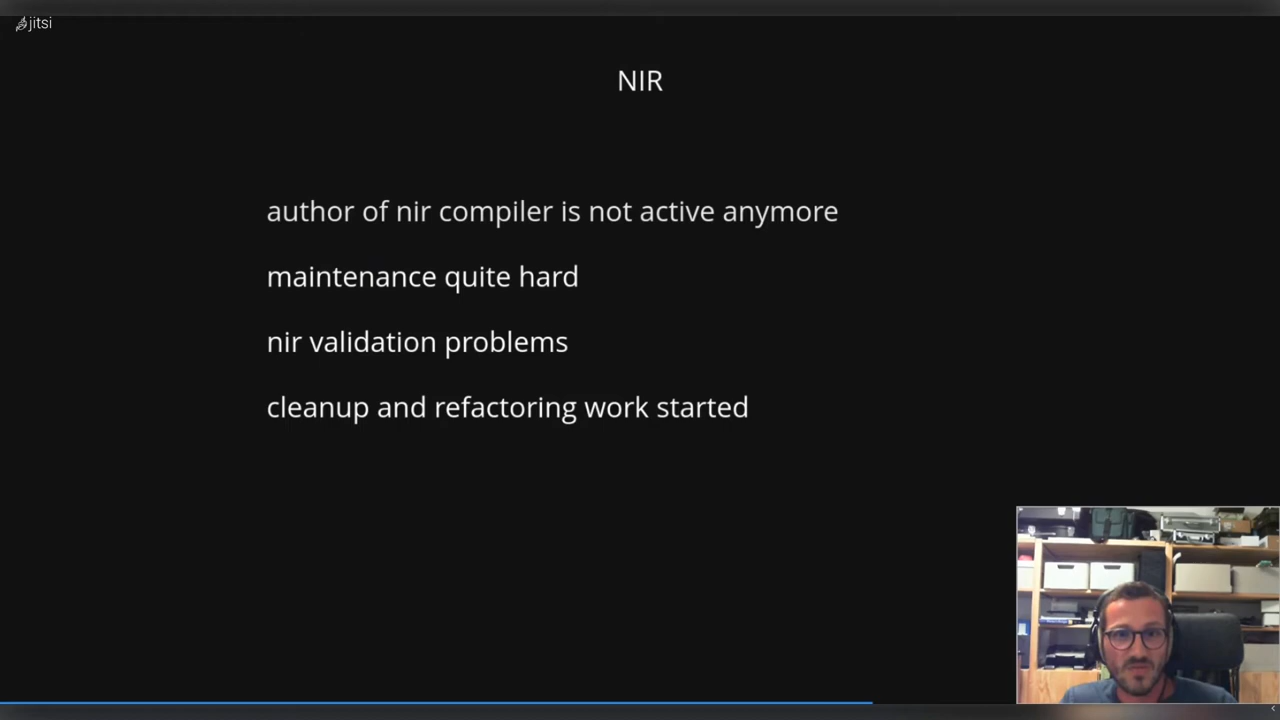 jitsi
NIR
author of nir compiler is not active anymore
maintenance quite hard
nir validation problems
cleanup and refactoring work started